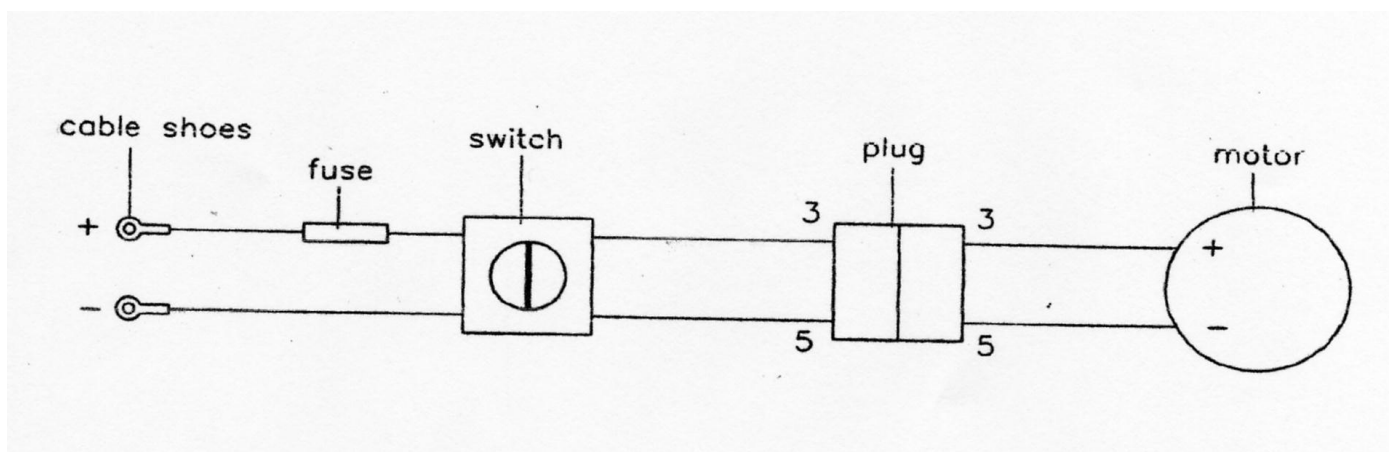 cable shoes
fuse
switch
plug
motor
+
3
3
+
-
5
5
-